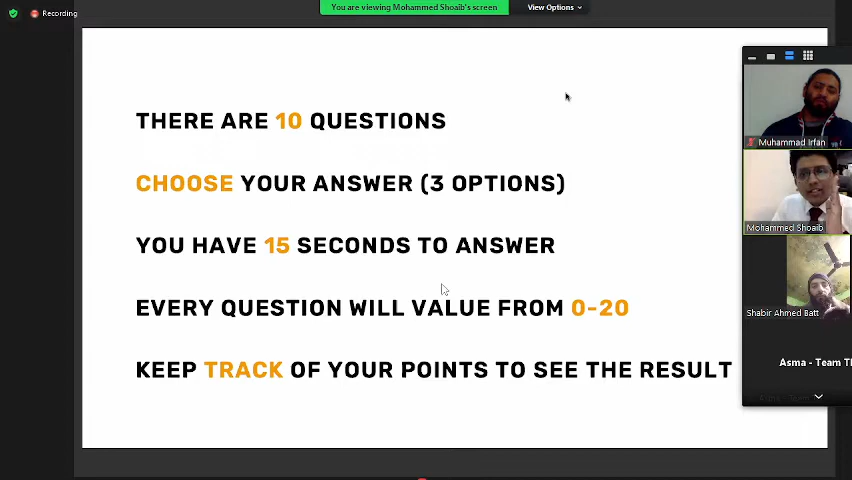 Recording
You are viewing Mohammed Shoaib's screen
View Options
THERE ARE 10 QUESTIONS
CHOOSE YOUR ANSWER (3 OPTIONS)
YOU HAVE 15 SECONDS TO ANSWER
EVERY QUESTION WILL VALUE FROM 0-20
KEEP TRACK OF YOUR POINTS TO SEE THE RESULT
Muhammad Irfan
Mohammed Shoaib
Shabir Ahmed Batt
Asma - Team T
Asma - Team